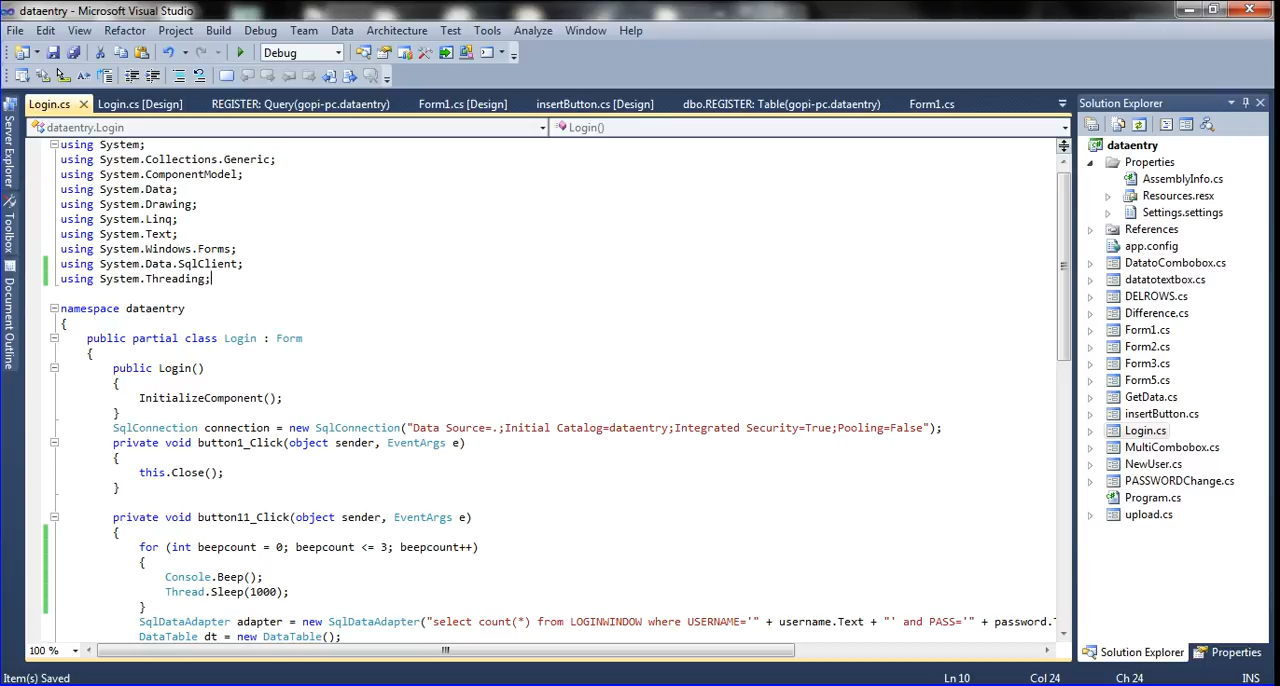 dataentry - Microsoft Visual Studio
File Edit View Refactor Project Build Debug Team Data Architecture Test Tools Analyze Window Help
Debug
Login.cs Login.cs [Design] REGISTER: Query(gopi-pc.dataentry) Form1.cs [Design] insertButton.cs [Design] dbo.REGISTER: Table(gopi-pc.dataentry) Form1.cs
dataentry.Login Login()
Server Explorer
Toolbox
Document Outline
using System;
using System.Collections.Generic;
using System.ComponentModel;
using System.Data;
using System.Drawing;
using System.Linq;
using System.Text;
using System.Windows.Forms;
using System.Data.SqlClient;
using System.Threading;
namespace dataentry
{
public partial class Login : Form
{
public Login()
{
InitializeComponent();
}
SqlConnection connection = new SqlConnection("Data Source=.;Initial Catalog=dataentry;Integrated Security=True;Pooling=False");
private void button1_Click(object sender, EventArgs e)
{
this.Close();
}
private void button11_Click(object sender, EventArgs e)
{
for (int beepcount = 0; beepcount <= 3; beepcount++)
{
Console.Beep();
Thread.Sleep(1000);
}
SqlDataAdapter adapter = new SqlDataAdapter("select count(*) from LOGINWINDOW where USERNAME='" + username.Text + "' and PASS='" + password.T
DataTable dt = new DataTable();
100 %
Solution Explorer
dataentry
Properties
AssemblyInfo.cs
Resources.resx
Settings.settings
References
app.config
DatatoCombobox.cs
datatotextbox.cs
DELROWS.cs
Difference.cs
Form1.cs
Form2.cs
Form3.cs
Form5.cs
GetData.cs
insertButton.cs
Login.cs
MultiCombobox.cs
NewUser.cs
PASSWORDChange.cs
Program.cs
upload.cs
Solution Explorer Properties
Item(s) Saved Ln 10 Col 24 Ch 24 INS